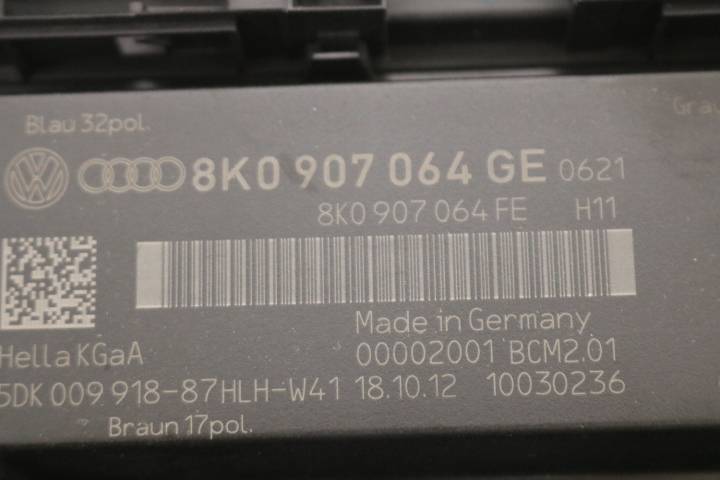 Blau 32pol.
8K0 907 064 GE 0621
8K0 907 064 FE H11
Made in Germany
Hella KGaA 00002001 BCM2.01
5DK 009 918-87HLH-W41 18.10.12 10030236
Braun 17pol.